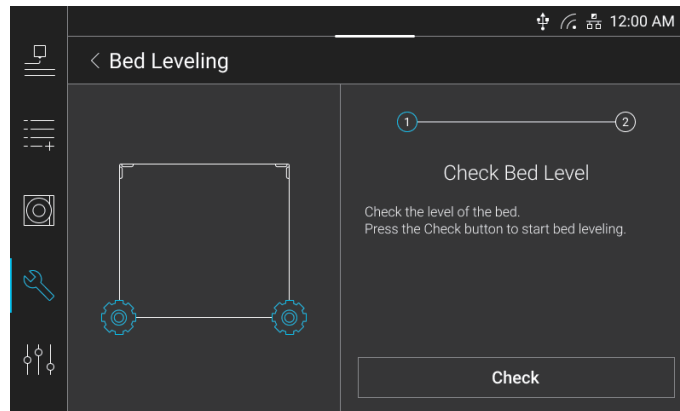 12:00 AM
Bed Leveling
1
2
Check Bed Level
Check the level of the bed.
Press the Check button to start bed leveling.
Check